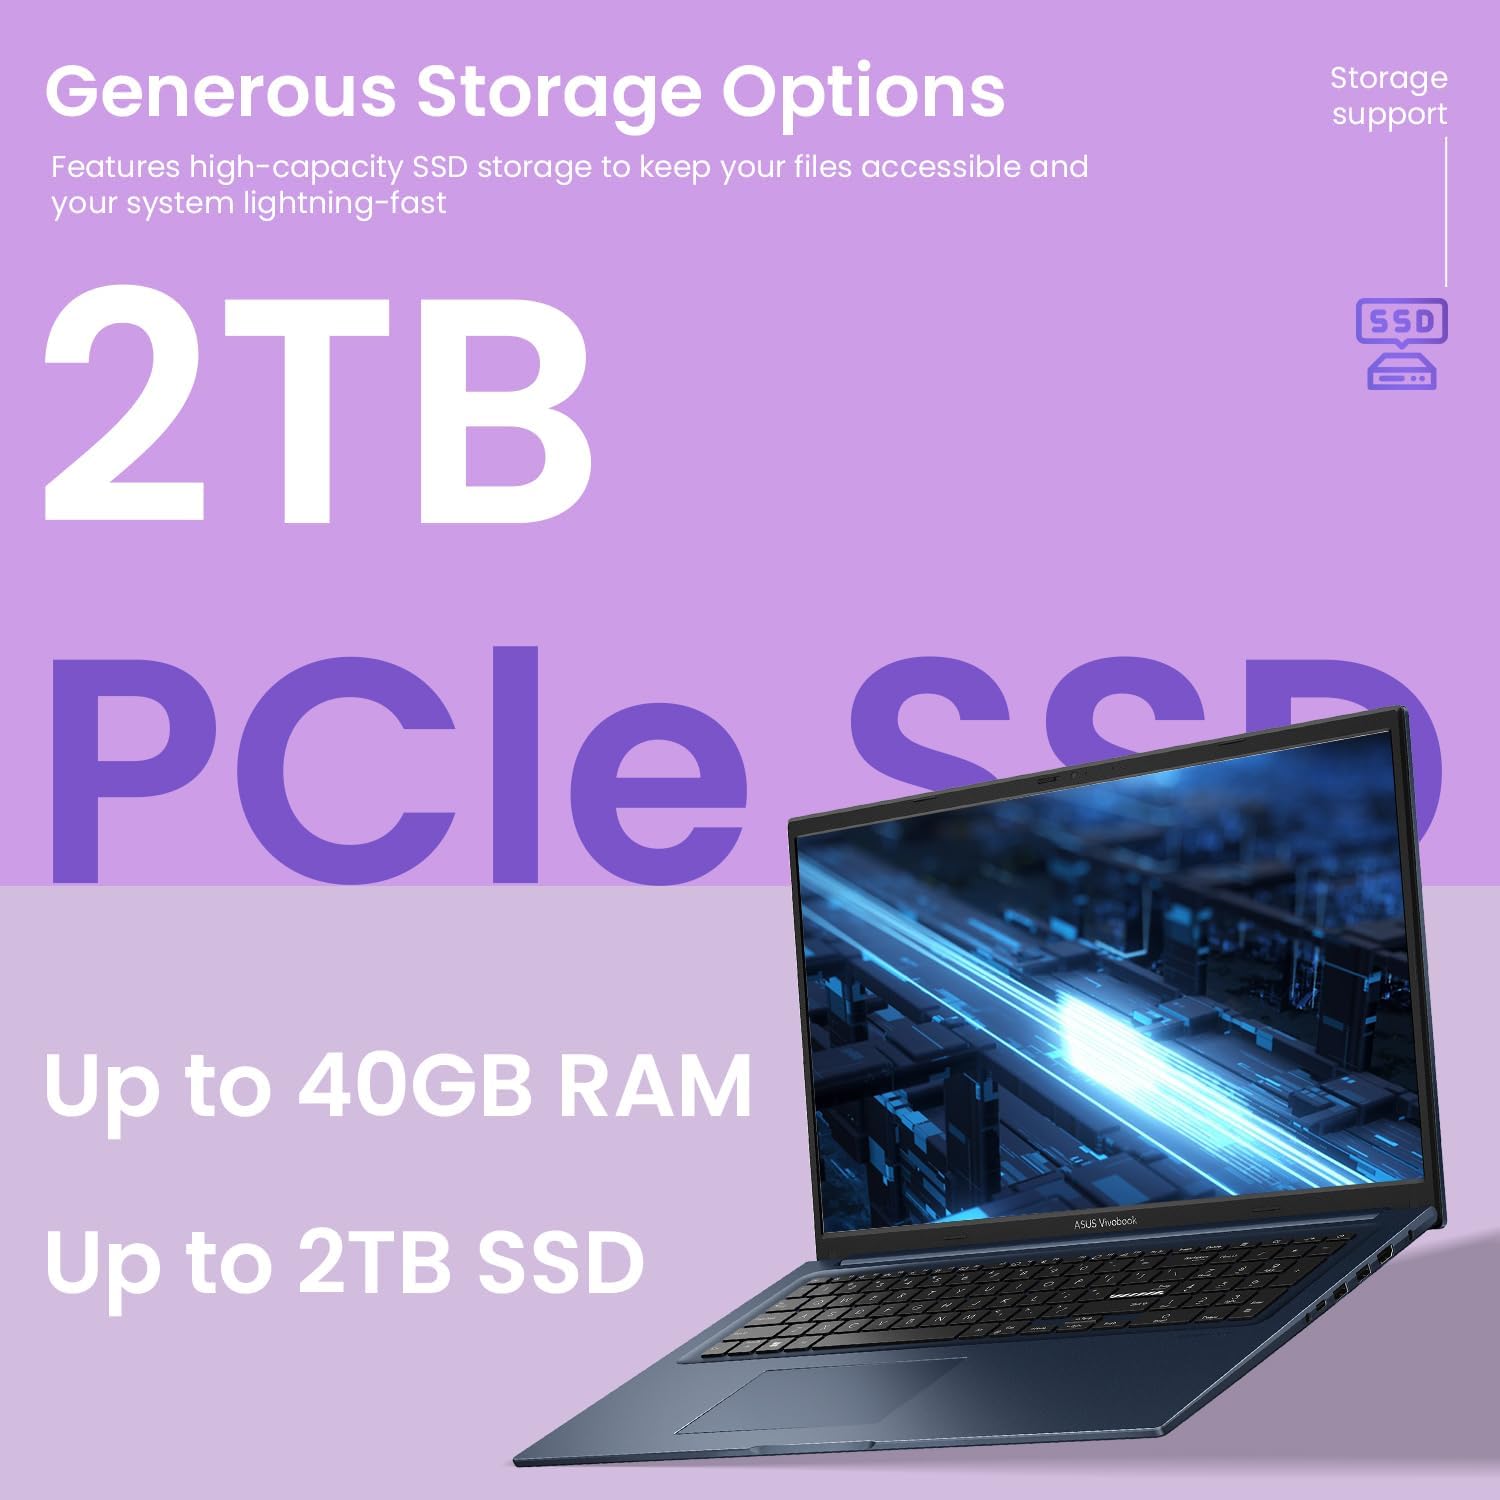 Generous Storage Options
Storage
support
Features high-capacity SSD storage to keep your files accessible and
your system lightning-fast
SSD
2TB
PCIe SSD
Up to 40GB RAM
Up to 2TB SSD
ASUS Vivobook